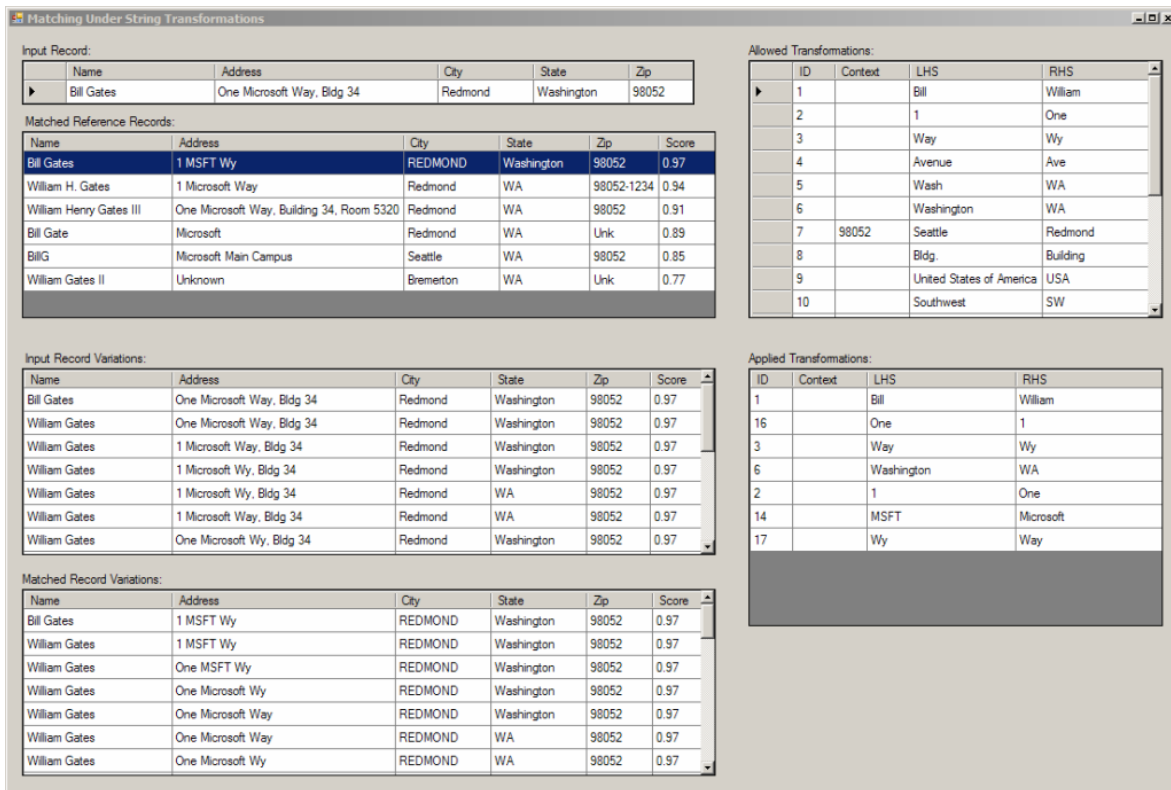 Matching Under String Transformations
Input Record:
Name Address City State Zip
Bill Gates One Microsoft Way, Bldg 34 Redmond Washington 98052
Matched Reference Records:
Name Address City State Zip Score
Bill Gates 1 MSFT Wy REDMOND Washington 98052 0.97
William H. Gates 1 Microsoft Way Redmond WA 98052-1234 0.94
William Henry Gates III One Microsoft Way, Building 34, Room 5320 Redmond WA 98052 0.91
Bill Gate Microsoft Redmond WA Unk 0.89
BillG Microsoft Main Campus Seattle WA 98052 0.85
William Gates II Unknown Bremerton WA Unk 0.77
Allowed Transformations:
ID Context LHS RHS
1 Bill William
2 1 One
3 Way Wy
4 Avenue Ave
5 Wash WA
6 Washington WA
7 98052 Seattle Redmond
8 Bldg. Building
9 United States of America USA
10 Southwest SW
Input Record Variations:
Name Address City State Zip Score
Bill Gates One Microsoft Way, Bldg 34 Redmond Washington 98052 0.97
William Gates One Microsoft Way, Bldg 34 Redmond Washington 98052 0.97
William Gates 1 Microsoft Way, Bldg 34 Redmond Washington 98052 0.97
William Gates 1 Microsoft Wy, Bldg 34 Redmond Washington 98052 0.97
William Gates 1 Microsoft Wy, Bldg 34 Redmond WA 98052 0.97
William Gates 1 Microsoft Way, Bldg 34 Redmond WA 98052 0.97
William Gates One Microsoft Wy, Bldg 34 Redmond Washington 98052 0.97
Applied Transformations:
ID Context LHS RHS
1 Bill William
16 One 1
3 Way Wy
6 Washington WA
2 1 One
14 MSFT Microsoft
17 Wy Way
Matched Record Variations:
Name Address City State Zip Score
Bill Gates 1 MSFT Wy REDMOND Washington 98052 0.97
William Gates 1 MSFT Wy REDMOND Washington 98052 0.97
William Gates One MSFT Wy REDMOND Washington 98052 0.97
William Gates One Microsoft Wy REDMOND Washington 98052 0.97
William Gates One Microsoft Way REDMOND Washington 98052 0.97
William Gates One Microsoft Way REDMOND WA 98052 0.97
William Gates One Microsoft Wy REDMOND WA 98052 0.97